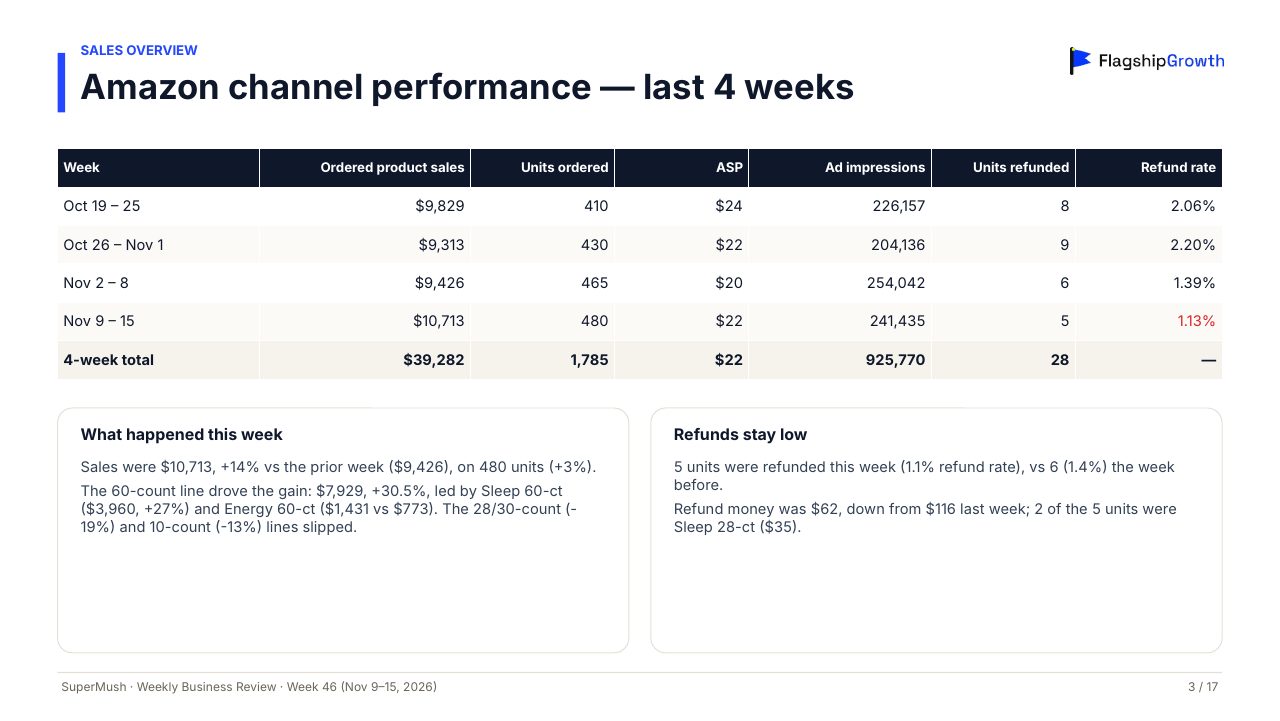 SALES OVERVIEW
Amazon channel performance — last 4 weeks
FlagshipGrowth
Week Ordered product sales Units ordered ASP Ad impressions Units refunded Refund rate
Oct 19 – 25 $9,829 410 $24 226,157 8 2.06%
Oct 26 – Nov 1 $9,313 430 $22 204,136 9 2.20%
Nov 2 – 8 $9,426 465 $20 254,042 6 1.39%
Nov 9 – 15 $10,713 480 $22 241,435 5 1.13%
4-week total $39,282 1,785 $22 925,770 28 —
What happened this week
Sales were $10,713, +14% vs the prior week ($9,426), on 480 units (+3%).
The 60-count line drove the gain: $7,929, +30.5%, led by Sleep 60-ct
($3,960, +27%) and Energy 60-ct ($1,431 vs $773). The 28/30-count (-
19%) and 10-count (-13%) lines slipped.
Refunds stay low
5 units were refunded this week (1.1% refund rate), vs 6 (1.4%) the week
before.
Refund money was $62, down from $116 last week; 2 of the 5 units were
Sleep 28-ct ($35).
SuperMush · Weekly Business Review · Week 46 (Nov 9–15, 2026)
3 / 17